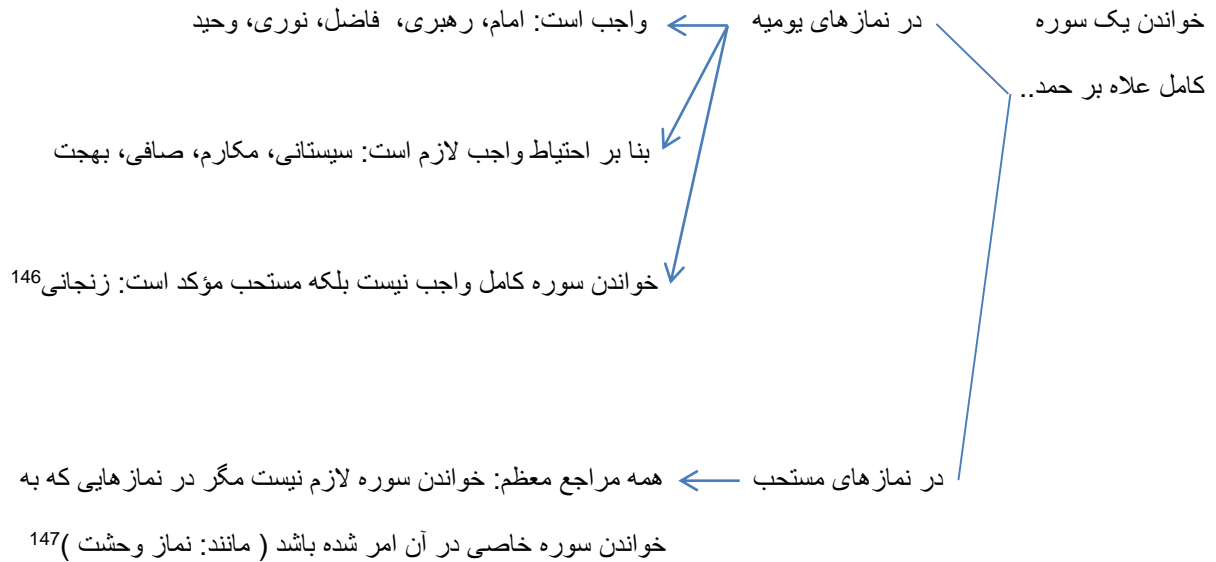 خواندن یک سوره در نمازهای یومیه واجب است: امام، رهبری، فاضل، نوری، وحید
کامل علاه بر حمد..
بنا بر احتیاط واجب لازم است: سیستانی، مکارم، صافی، بهجت
خواندن سوره کامل واجب نیست بلکه مستحب مؤکد است: زنجانی146
در نمازهای مستحب همه مراجع معظم: خواندن سوره لازم نیست مگر در نمازهایی که به
خواندن سوره خاصی در آن امر شده باشد ( مانند: نماز وحشت )147